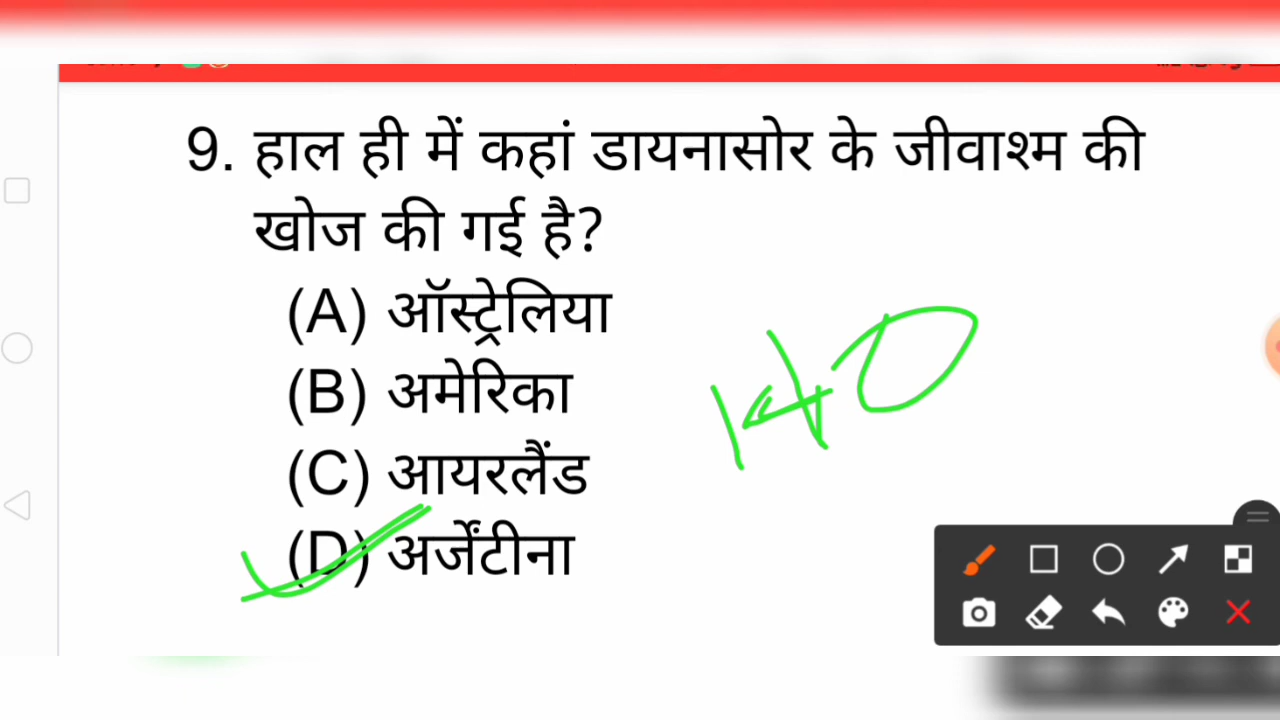 9. हाल ही में कहां डायनासोर के जीवाश्म की
खोज की गई है?
(A) ऑस्ट्रेलिया
(B) अमेरिका
140
(C) आयरलैंड
(D) अर्जेंटीना